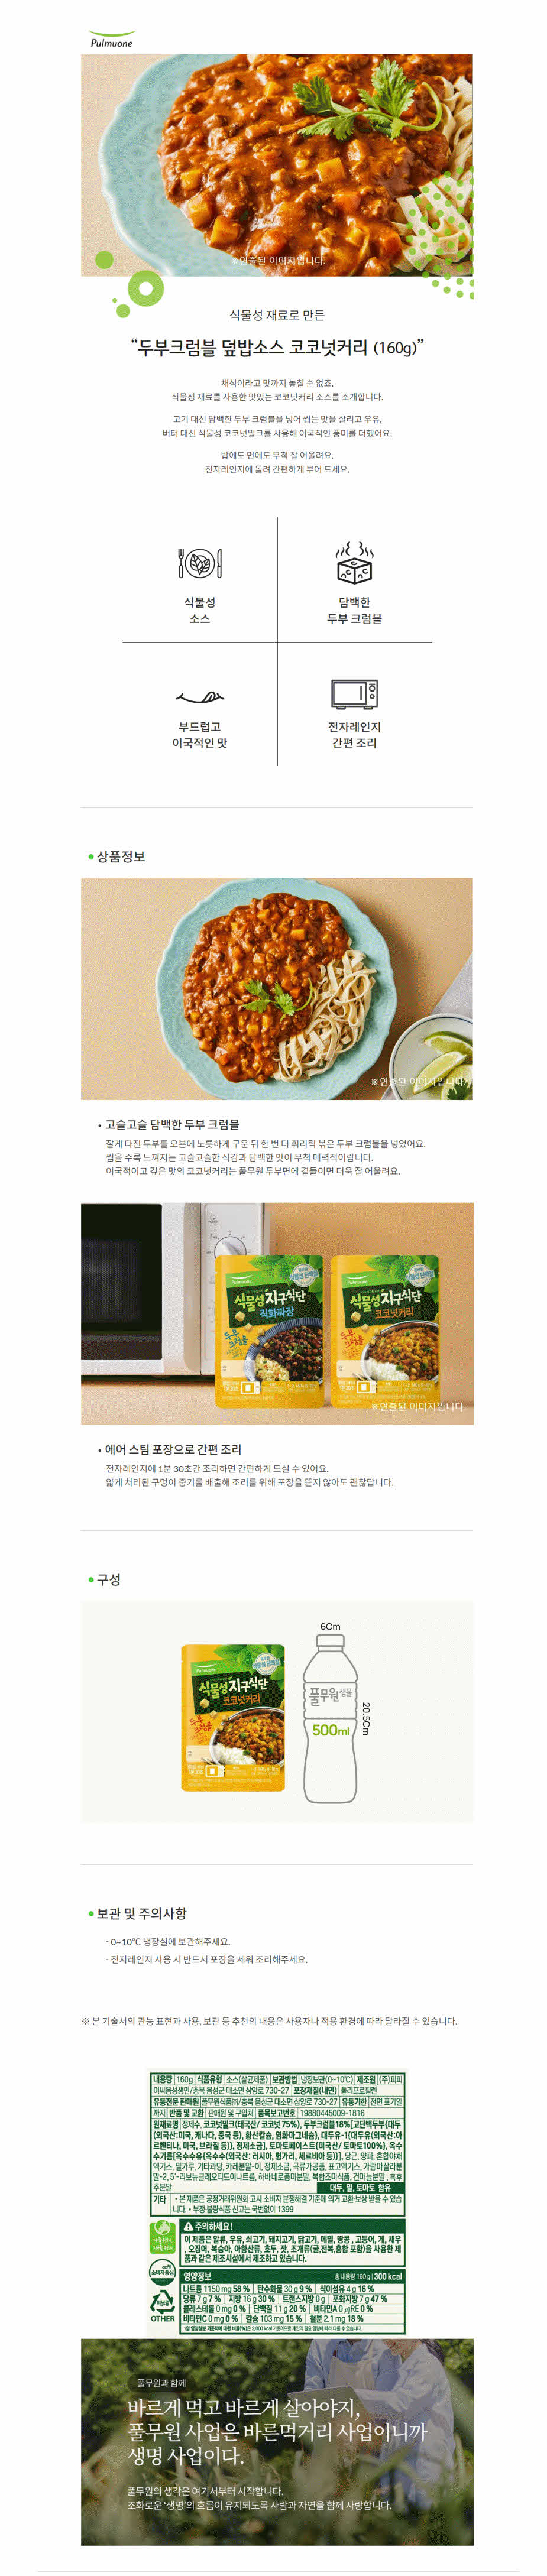 Pulmuone
※연출된 이미지입니다.
식물성 재료로 만든
“두부크럼블 덮밥소스 코코넛커리 (160g)”
채식이라고 맛까지 놓칠 순 없죠.
식물성 재료를 사용한 맛있는 코코넛커리 소스를 소개합니다.
고기 대신 담백한 두부 크럼블을 넣어 씹는 맛을 살리고 우유,
버터 대신 식물성 코코넛밀크를 사용해 이국적인 풍미를 더했어요.
밥에도 면에도 무척 잘 어울려요.
전자레인지에 돌려 간편하게 부어 드세요.
식물성
소스
담백한
두부 크럼블
부드럽고
이국적인 맛
전자레인지
간편 조리
상품정보
※연출된 이미지입니다.
• 고슬고슬 담백한 두부 크럼블
잘게 다진 두부를 오븐에 노릇하게 구운 뒤 한 번 더 휘리릭 볶은 두부 크럼블을 넣었어요.
씹을 수록 느껴지는 고슬고슬한 식감과 담백한 맛이 무척 매력적이랍니다.
이국적이고 깊은 맛의 코코넛커리는 풀무원 두부면에 곁들이면 더욱 잘 어울려요.
식물성지구식단
직화짜장
두부크럼블
식물성지구식단
코코넛커리
두부크럼블
※연출된 이미지입니다.
• 에어 스팀 포장으로 간편 조리
전자레인지에 1분 30초간 조리하면 간편하게 드실 수 있어요.
얇게 처리된 구멍이 증기를 배출해 조리를 위해 포장을 뜯지 않아도 괜찮답니다.
구성
Pulmuone
식물성지구식단
코코넛커리
두부크럼블
6Cm
풀무원샘물
500ml
20.5Cm
보관 및 주의사항
- 0~10℃ 냉장실에 보관해주세요.
- 전자레인지 사용 시 반드시 포장을 세워 조리해주세요.
※ 본 기술서의 관능 표현과 사용, 보관 등 추천의 내용은 사용자나 적용 환경에 따라 달라질 수 있습니다.
내용량 160g 식품유형 소스(살균제품) 보관방법 냉장보관(0~10℃) 제조원 (주)피피
이씨음성생면/충북 음성군 대소면 삼양로 730-27 포장재질(내면) 폴리프로필렌
유통전문 판매원 풀무원식품㈜/충북 음성군 대소면 삼양로 730-27 유통기한 전면 표기일
까지 반품 및 교환 판매원 및 구입처 품목보고번호 19880445009-1816
원재료명 정제수, 코코넛밀크(태국산/ 코코넛 75%), 두부크럼블18%[고단백두부{대두
(외국산:미국, 캐나다, 중국 등), 황산칼슘, 염화마그네슘}, 대두유-1{대두유(외국산:아
르헨티나, 미국, 브라질 등)}, 정제소금], 토마토페이스트(미국산/ 토마토100%), 옥수
수기름[옥수수유{옥수수(외국산: 러시아, 헝가리, 세르비아 등)}], 당근, 양파, 혼합야채
엑기스, 밀가루, 기타과당, 카레분말-이, 정제소금, 곡류가공품, 표고엑기스, 가쿠마살리분
말-2, 5'-리보뉴클레오티드이나트륨, 하바네로풍미분말, 복합조미식품, 건마늘분말, 흑후
추분말
대두, 밀, 토마토 함유
기타 • 본 제품은 공정거래위원회 고시 소비자 분쟁해결 기준에 의거 교환·보상 받을 수 있습
니다. • 부정·불량식품 신고는 국번없이 1399
주의하세요!
이 제품은 알류, 우유, 쇠고기, 돼지고기, 닭고기, 메밀, 땅콩, 고등어, 게, 새우
, 오징어, 복숭아, 아황산류, 호두, 잣, 조개류(굴,전복,홍합 포함)을 사용한 제
품과 같은 제조시설에서 제조하고 있습니다.
소비자중심
OTHER
영양정보 총 내용량 160 g | 300 kcal
나트륨 1150 mg 58 % 탄수화물 30 g 9 % 식이섬유 4 g 16 %
당류 7 g 7 % 지방 16 g 30 % 트랜스지방 0 g 포화지방 7 g 47 %
콜레스테롤 0 mg 0 % 단백질 11 g 20 % 비타민A 0 μgRE 0 %
비타민C 0 mg 0 % 칼슘 103 mg 15 % 철분 2.1 mg 18 %
1일 영양성분 기준치에 대한 비율(%)은 2,000 kcal 기준이므로 개인의 필요 열량에 따라 다를 수 있습니다.
풀무원과 함께
바르게 먹고 바르게 살아야지,
풀무원 사업은 바른먹거리 사업이니까
생명 사업이다.
풀무원의 생각은 여기서부터 시작합니다.
조화로운 ‘생명’의 흐름이 유지되도록 사람과 자연을 함께 사랑합니다.